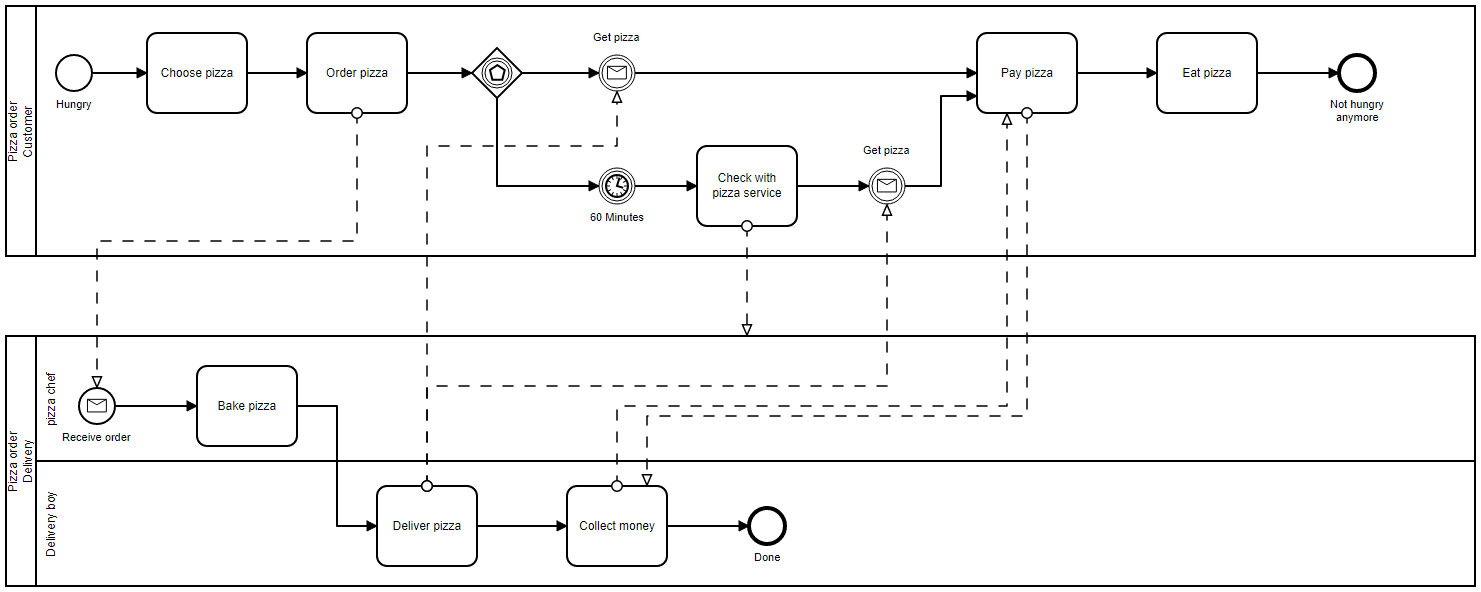 Pizza order
Customer
Hungry
Choose pizza
Order pizza
Get pizza
60 Minutes
Check with
pizza service
Get pizza
Pay pizza
Eat pizza
Not hungry
anymore
Pizza order
Delivery
pizza chef
Receive order
Bake pizza
Delivery boy
Deliver pizza
Collect money
Done